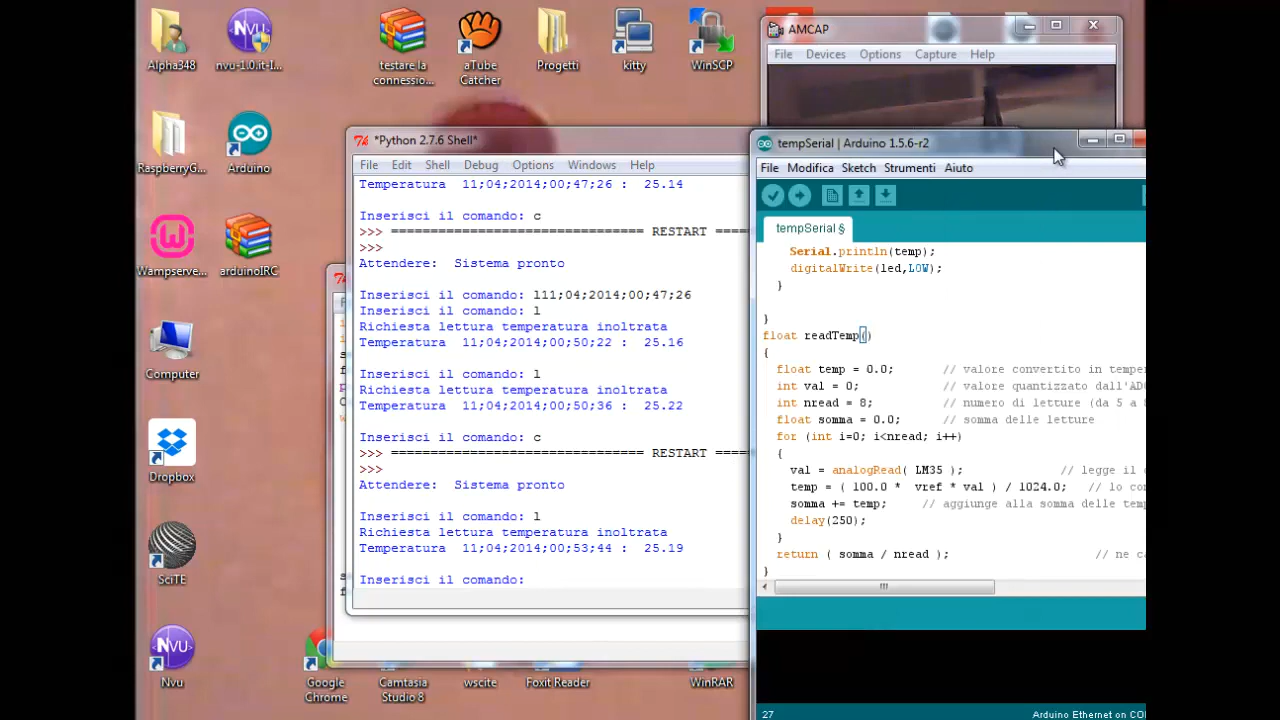 Alpha348
nvu-1.0.it-I...
testare la
connessio...
aTube
Catcher
Progetti
kitty
WinSCP
RaspberryG...
Arduino
Wampserve...
arduinoIRC
Computer
Dropbox
SciTE
Nvu
Google
Chrome
Camtasia
Studio 8
wscite
Foxit Reader
WinRAR
AMCAP
File Devices Options Capture Help
*Python 2.7.6 Shell*
File Edit Shell Debug Options Windows Help
Temperatura 11;04;2014;00;47;26 : 25.14
Inserisci il comando: c
>>> ================================ RESTART =====
>>>
Attendere: Sistema pronto
Inserisci il comando: l11;04;2014;00;47;26
Inserisci il comando: l
Richiesta lettura temperatura inoltrata
Temperatura 11;04;2014;00;50;22 : 25.16
Inserisci il comando: l
Richiesta lettura temperatura inoltrata
Temperatura 11;04;2014;00;50;36 : 25.22
Inserisci il comando: c
>>> ================================ RESTART =====
>>>
Attendere: Sistema pronto
Inserisci il comando: l
Richiesta lettura temperatura inoltrata
Temperatura 11;04;2014;00;53;44 : 25.19
Inserisci il comando:
tempSerial | Arduino 1.5.6-r2
File Modifica Sketch Strumenti Aiuto
tempSerial §
Serial.println(temp);
digitalWrite(led,LOW);
}
}
float readTemp()
{
float temp = 0.0; // valore convertito in temper
int val = 0; // valore quantizzato dall'AD
int nread = 8; // numero di letture (da 5 a
float somma = 0.0; // somma delle letture
for (int i=0; i<nread; i++)
{
val = analogRead( LM35 ); // legge il
temp = ( 100.0 * vref * val ) / 1024.0; // lo co
somma += temp; // aggiunge alla somma delle tem
delay(250);
}
return ( somma / nread ); // ne ca
}
27
Arduino Ethernet on CO